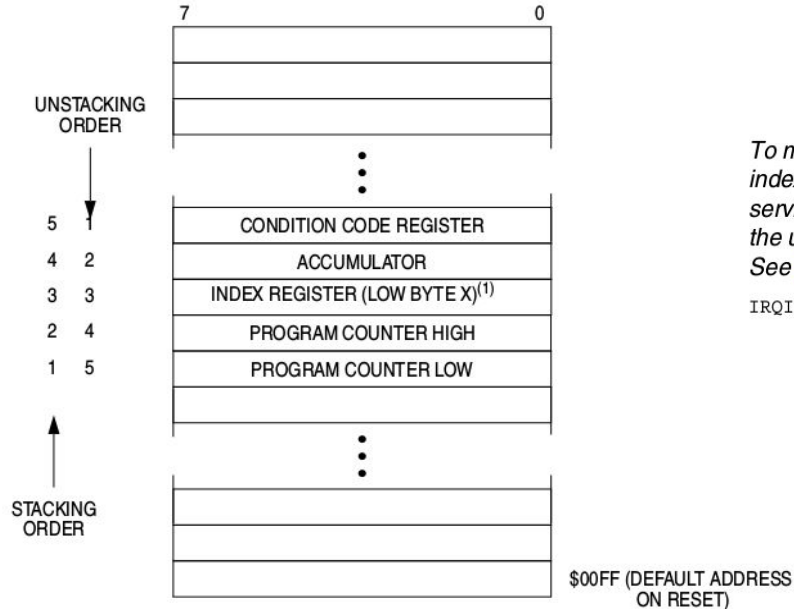 7 0
UNSTACKING
ORDER
5 1 CONDITION CODE REGISTER
4 2 ACCUMULATOR
3 3 INDEX REGISTER (LOW BYTE X)(1)
2 4 PROGRAM COUNTER HIGH
1 5 PROGRAM COUNTER LOW
STACKING
ORDER
$00FF (DEFAULT ADDRESS
ON RESET)
To m
index
servi
the u
See
IRQI